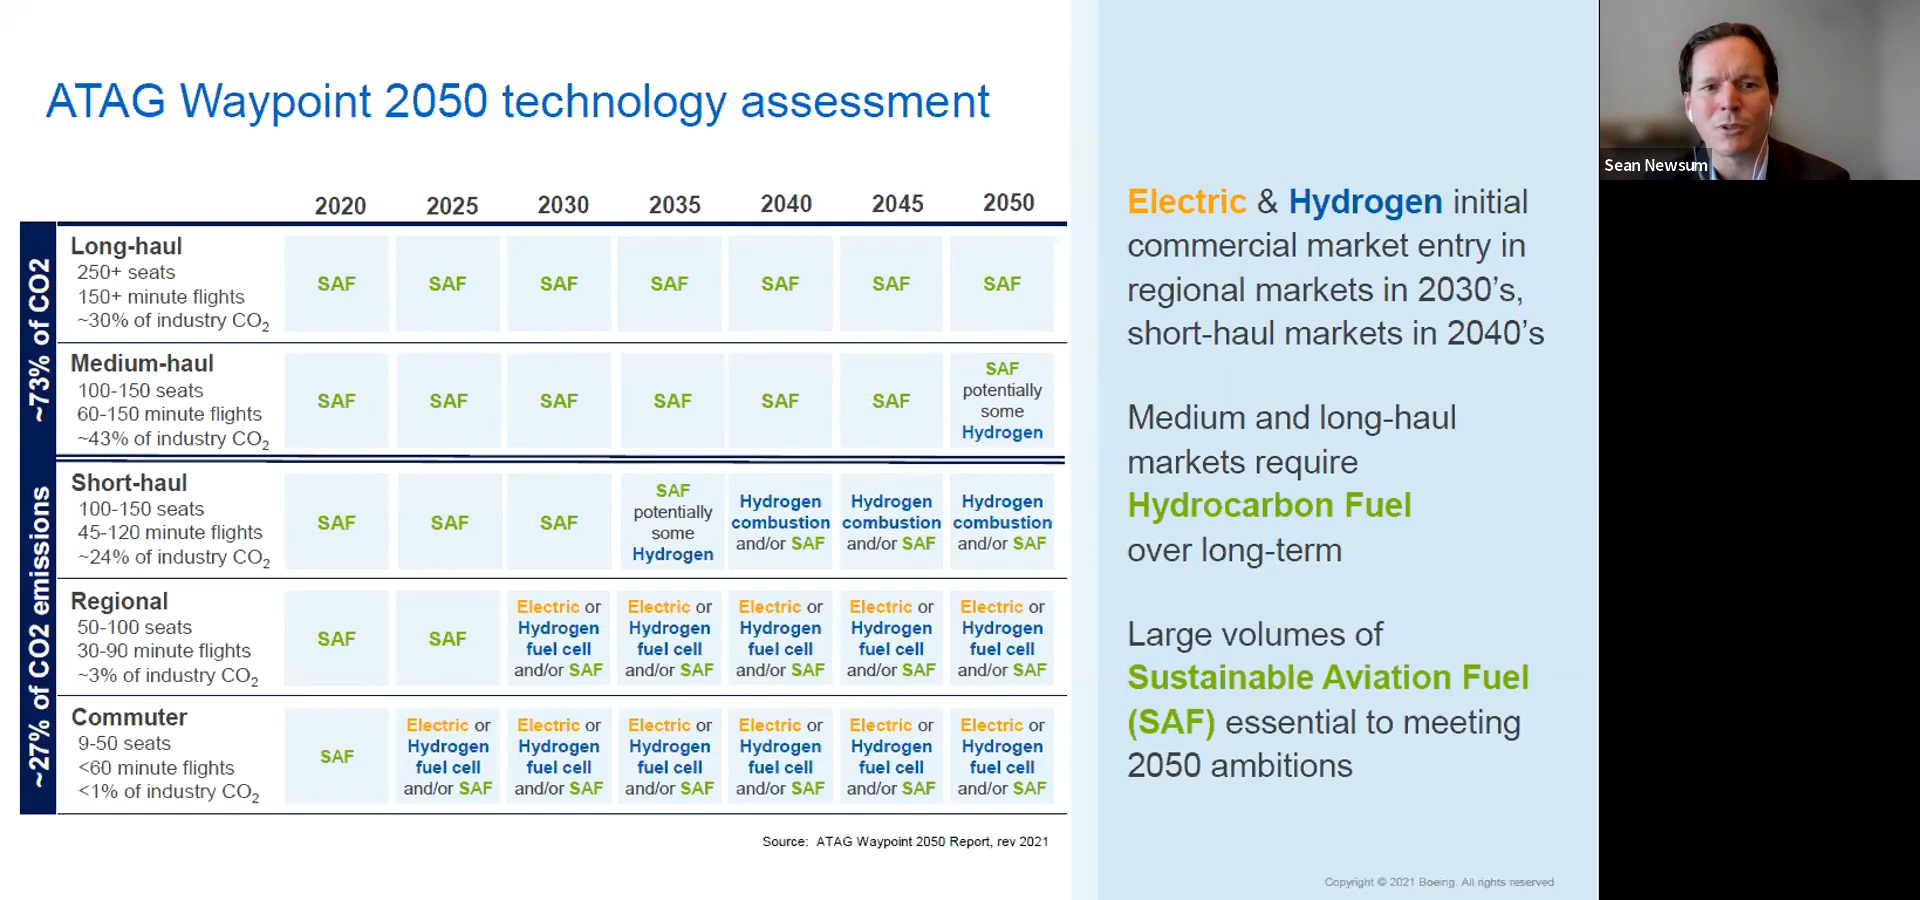 ATAG Waypoint 2050 technology assessment
2020 2025 2030 2035 2040 2045 2050
~73% of CO2
Long-haul
250+ seats
150+ minute flights
~30% of industry CO2
SAF SAF SAF SAF SAF SAF SAF
Medium-haul
100-150 seats
60-150 minute flights
~43% of industry CO2
SAF SAF SAF SAF SAF SAF
SAF
potentially
some
Hydrogen
~27% of CO2 emissions
Short-haul
100-150 seats
45-120 minute flights
~24% of industry CO2
SAF SAF SAF
SAF
potentially
some
Hydrogen
Hydrogen
combustion
and/or SAF
Hydrogen
combustion
and/or SAF
Hydrogen
combustion
and/or SAF
Regional
50-100 seats
30-90 minute flights
~3% of industry CO2
SAF SAF
Electric or
Hydrogen
fuel cell
and/or SAF
Electric or
Hydrogen
fuel cell
and/or SAF
Electric or
Hydrogen
fuel cell
and/or SAF
Electric or
Hydrogen
fuel cell
and/or SAF
Electric or
Hydrogen
fuel cell
and/or SAF
Commuter
9-50 seats
<60 minute flights
<1% of industry CO2
SAF
Electric or
Hydrogen
fuel cell
and/or SAF
Electric or
Hydrogen
fuel cell
and/or SAF
Electric or
Hydrogen
fuel cell
and/or SAF
Electric or
Hydrogen
fuel cell
and/or SAF
Electric or
Hydrogen
fuel cell
and/or SAF
Electric or
Hydrogen
fuel cell
and/or SAF
Source: ATAG Waypoint 2050 Report, rev 2021
Electric & Hydrogen initial
commercial market entry in
regional markets in 2030's,
short-haul markets in 2040's
Medium and long-haul
markets require
Hydrocarbon Fuel
over long-term
Large volumes of
Sustainable Aviation Fuel
(SAF) essential to meeting
2050 ambitions
Copyright © 2021 Boeing. All rights reserved
Sean Newsum